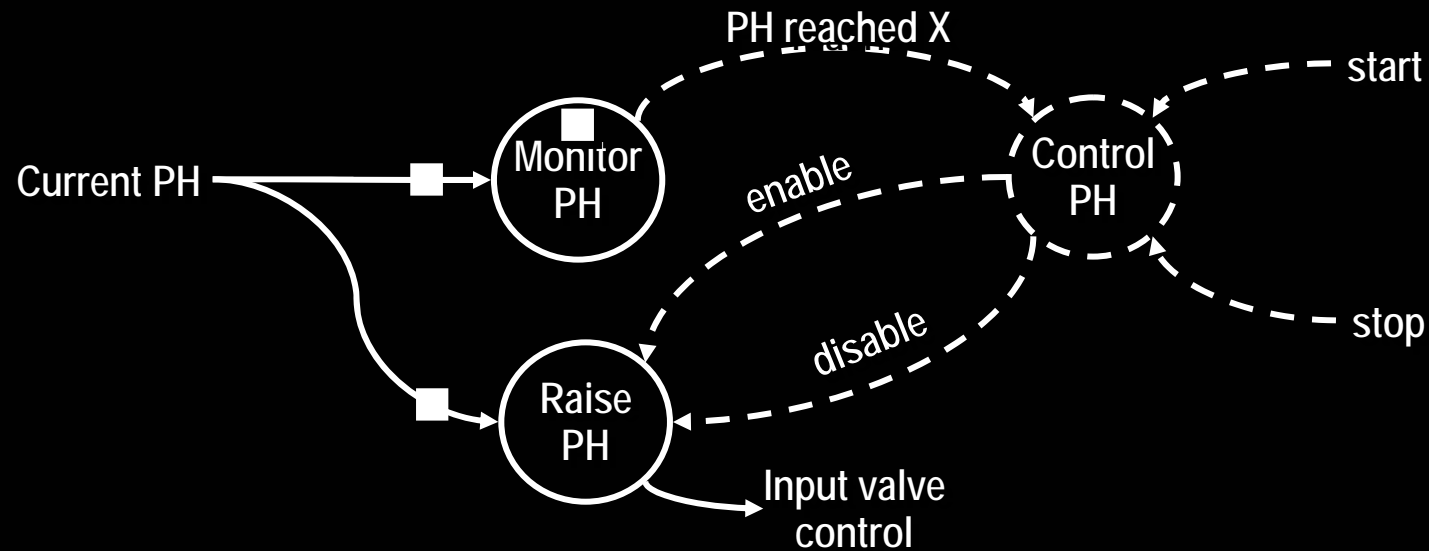 PH reached X
start
Current PH
Monitor
PH
enable
Control
PH
disable
stop
Raise
PH
Input valve
control